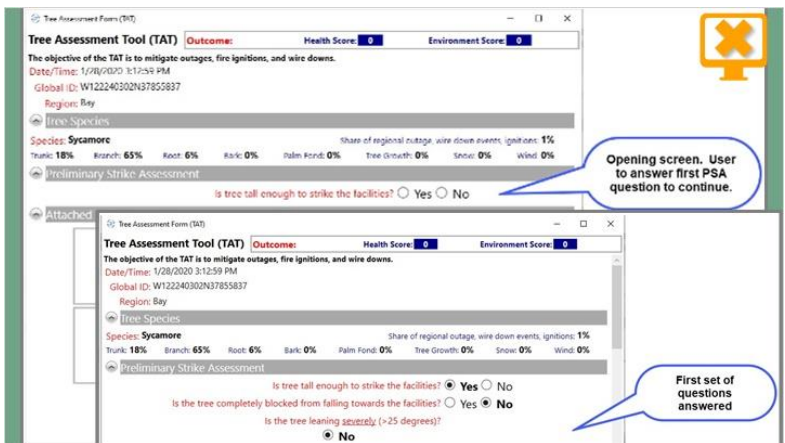 Tree Assessment Form (TAT)
Tree Assessment Tool (TAT) Outcome: Health Score: 0 Environment Score: 0
The objective of the TAT is to mitigate outages, fire ignitions, and wire downs.
Date/Time: 1/28/2020 3:12:59 PM
Global ID: W122240302N37855837
Region: Bay
Tree Species
Species: Sycamore Share of regional outage, wire down events, ignitions: 1%
Trunk: 18% Branch: 65% Root: 6% Bark: 0% Palm Fond: 0% Tree Growth: 0% Snow: 0% Wind: 0%
Preliminary Strike Assessment
Is tree tall enough to strike the facilities? Yes No
Attached
Opening screen. User
to answer first PSA
question to continue.
Tree Assessment Form (TAT)
Tree Assessment Tool (TAT) Outcome: Health Score: 0 Environment Score: 0
The objective of the TAT is to mitigate outages, fire ignitions, and wire downs.
Date/Time: 1/28/2020 3:12:59 PM
Global ID: W122240302N37855837
Region: Bay
Tree Species
Species: Sycamore Share of regional outage, wire down events, ignitions: 1%
Trunk: 18% Branch: 65% Root: 6% Bark: 0% Palm Fond: 0% Tree Growth: 0% Snow: 0% Wind: 0%
Preliminary Strike Assessment
Is tree tall enough to strike the facilities? Yes No
Is the tree completely blocked from falling towards the facilities? Yes No
Is the tree leaning severely (>25 degrees)?
No
First set of
questions
answered